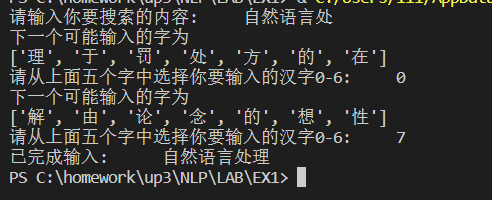 请输入你要搜索的内容:    自然语言处
下一个可能输入的字为
['理', '于', '罚', '处', '方', '的', '在']
请从上面五个字中选择你要输入的汉字0-6:    0
下一个可能输入的字为
['解', '由', '论', '念', '的', '想', '性']
请从上面五个字中选择你要输入的汉字0-6:    7
已完成输入:    自然语言处理
PS C:\homework\up3\NLP\LAB\EX1>